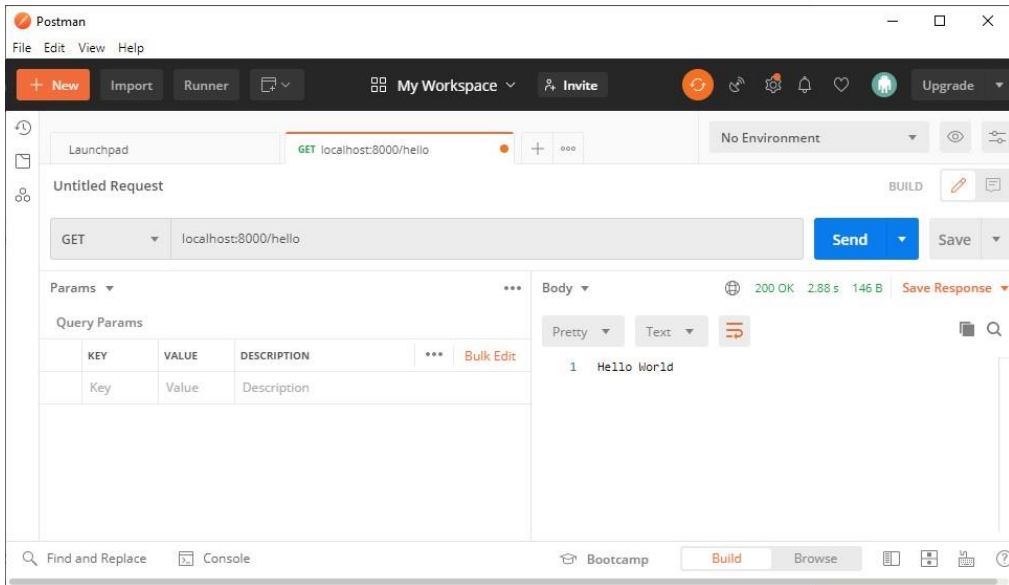 Postman
File Edit View Help
+ New Import Runner My Workspace Invite Upgrade
Launchpad GET localhost:8000/hello No Environment
Untitled Request BUILD
GET localhost:8000/hello Send Save
Params Body 200 OK 2.88 s 146 B Save Response
Query Params Pretty Text
KEY VALUE DESCRIPTION Bulk Edit
1 Hello World
Key Value Description
Find and Replace Console Bootcamp Build Browse